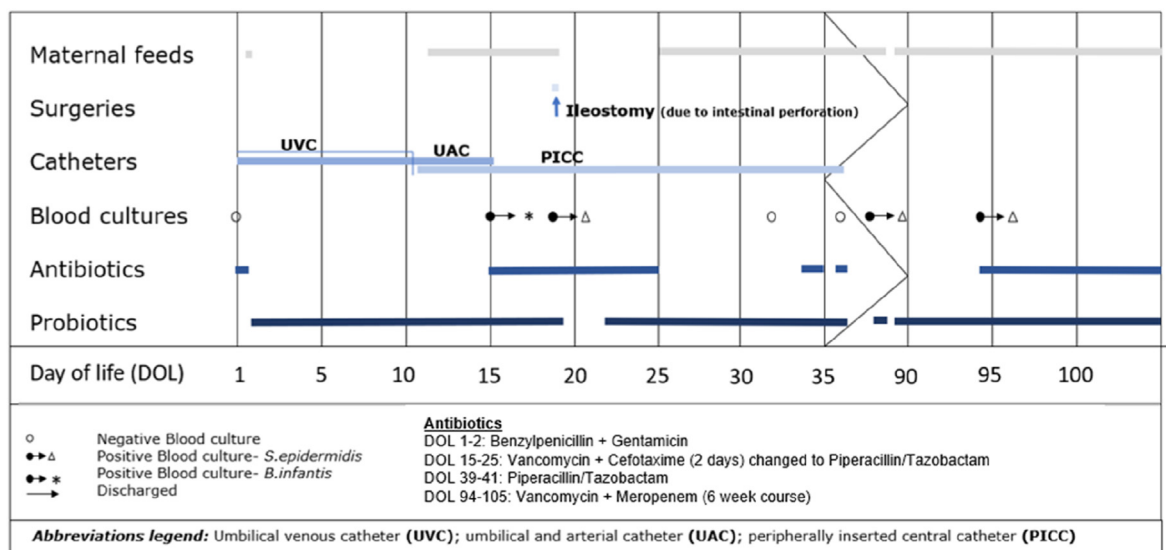 Maternal feeds
Surgeries
Ileostomy (due to intestinal perforation)
Catheters
UVC
UAC
PICC
Blood cultures
*
Antibiotics
Probiotics
Day of life (DOL) 1 5 10 15 20 25 30 35 90 95 100
Negative Blood culture
Positive Blood culture- S.epidermidis
* Positive Blood culture- B.infantis
Discharged
Antibiotics
DOL 1-2: Benzylpenicillin + Gentamicin
DOL 15-25: Vancomycin + Cefotaxime (2 days) changed to Piperacillin/Tazobactam
DOL 39-41: Piperacillin/Tazobactam
DOL 94-105: Vancomycin + Meropenem (6 week course)
Abbreviations legend: Umbilical venous catheter (UVC); umbilical and arterial catheter (UAC); peripherally inserted central catheter (PICC)